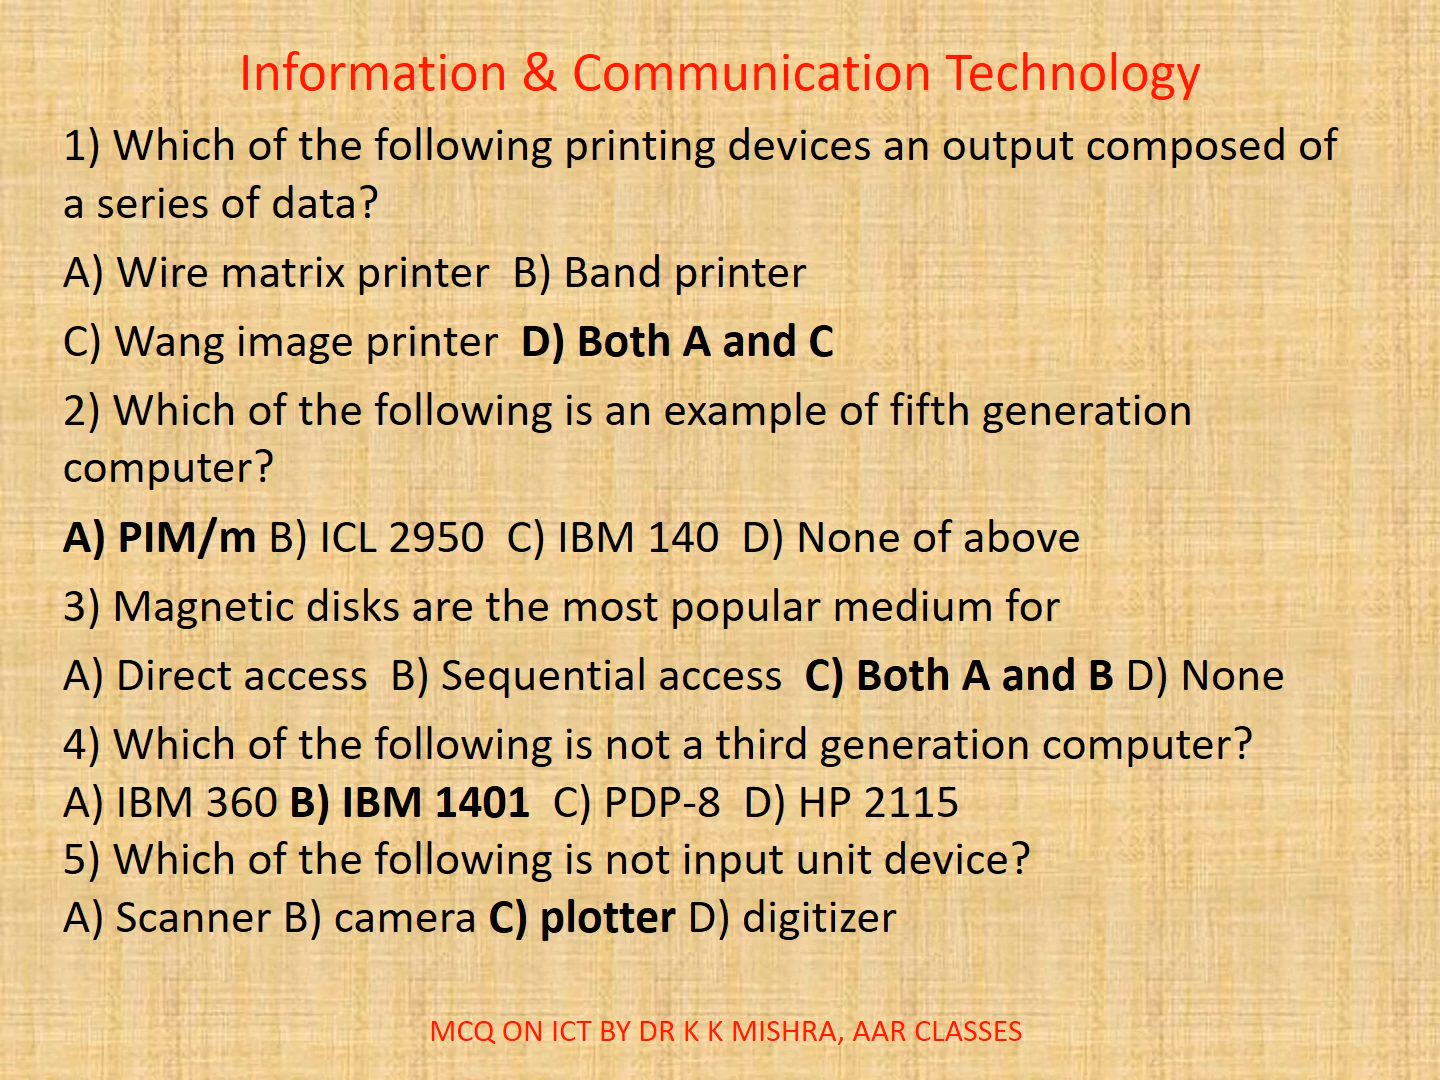 Information & Communication Technology
1) Which of the following printing devices an output composed of
a series of data?
A) Wire matrix printer  B) Band printer
C) Wang image printer  D) Both A and C
2) Which of the following is an example of fifth generation
computer?
A) PIM/m B) ICL 2950  C) IBM 140  D) None of above
3) Magnetic disks are the most popular medium for
A) Direct access  B) Sequential access  C) Both A and B D) None
4) Which of the following is not a third generation computer?
A) IBM 360 B) IBM 1401  C) PDP-8  D) HP 2115
5) Which of the following is not input unit device?
A) Scanner B) camera C) plotter D) digitizer
MCQ ON ICT BY DR K K MISHRA, AAR CLASSES